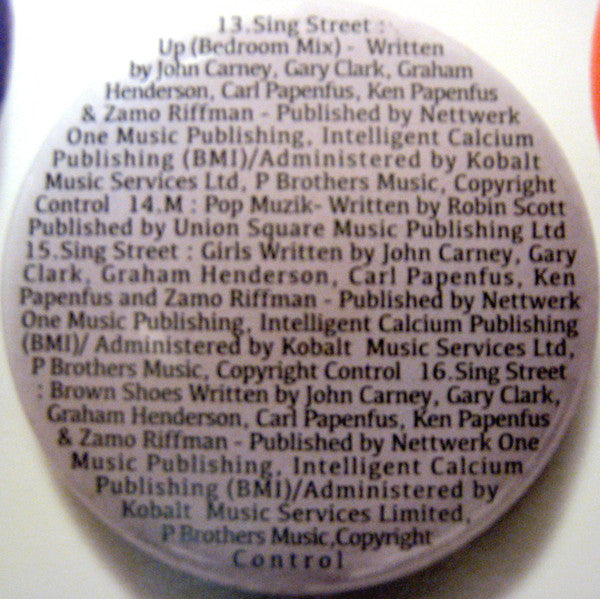 13.Sing Street :
Up (Bedroom Mix) - Written
by John Carney, Gary Clark, Graham
Henderson, Carl Papenfus, Ken Papenfus
& Zamo Riffman - Published by Nettwerk
One Music Publishing, Intelligent Calcium
Publishing (BMI)/Administered by Kobalt
Music Services Ltd, P Brothers Music, Copyright
Control 14.M : Pop Muzik- Written by Robin Scott
Published by Union Square Music Publishing Ltd
15.Sing Street : Girls Written by John Carney, Gary
Clark, Graham Henderson, Carl Papenfus, Ken
Papenfus and Zamo Riffman - Published by Nettwerk
One Music Publishing, Intelligent Calcium Publishing
(BMI)/ Administered by Kobalt Music Services Ltd,
P Brothers Music, Copyright Control 16.Sing Street
: Brown Shoes Written by John Carney, Gary Clark,
Graham Henderson, Carl Papenfus, Ken Papenfus
& Zamo Riffman - Published by Nettwerk One
Music Publishing, Intelligent Calcium
Publishing (BMI)/Administered by
Kobalt Music Services Limited,
P Brothers Music,Copyright
Control